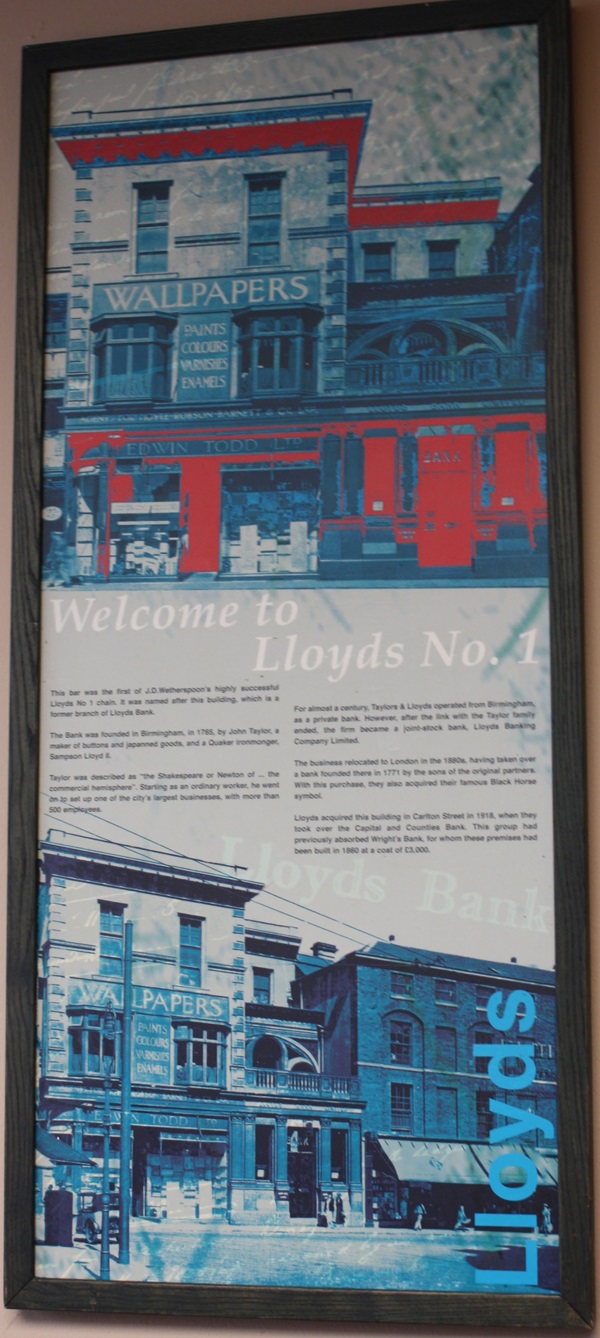 WALLPAPERS
PAINTS
COLOURS
VARNISHES
ENAMELS
EDWIN TODD LTD
BANK
Welcome to
Lloyds No. 1
This bar was the first of J.D.Wetherspoon's highly successful
Lloyds No 1 chain. It was named after this building, which is a
former branch of Lloyds Bank.
The Bank was founded in Birmingham, in 1765, by John Taylor, a
maker of buttons and japanned goods, and a Quaker ironmonger,
Sampson Lloyd II.
Taylor was described as "the Shakespeare or Newton of ... the
commercial hemisphere". Starting as an ordinary worker, he went
on to set up one of the city's largest businesses, with more than
500 employees.
For almost a century, Taylors & Lloyds operated from Birmingham,
as a private bank. However, after the link with the Taylor family
ended, the firm became a joint-stock bank, Lloyds Banking
Company Limited.
The business relocated to London in the 1880s, having taken over
a bank founded there in 1771 by the sons of the original partners.
With this purchase, they also acquired their famous Black Horse
symbol.
Lloyds acquired this building in Carlton Street in 1918, when they
took over the Capital and Counties Bank. This group had
previously absorbed Wright's Bank, for whom these premises had
been built in 1860 at a cost of £3,000.
Lloyds Bank
WALLPAPERS
PAINTS
COLOURS
VARNISHES
ENAMELS
EDWIN TODD LTD
Lloyds